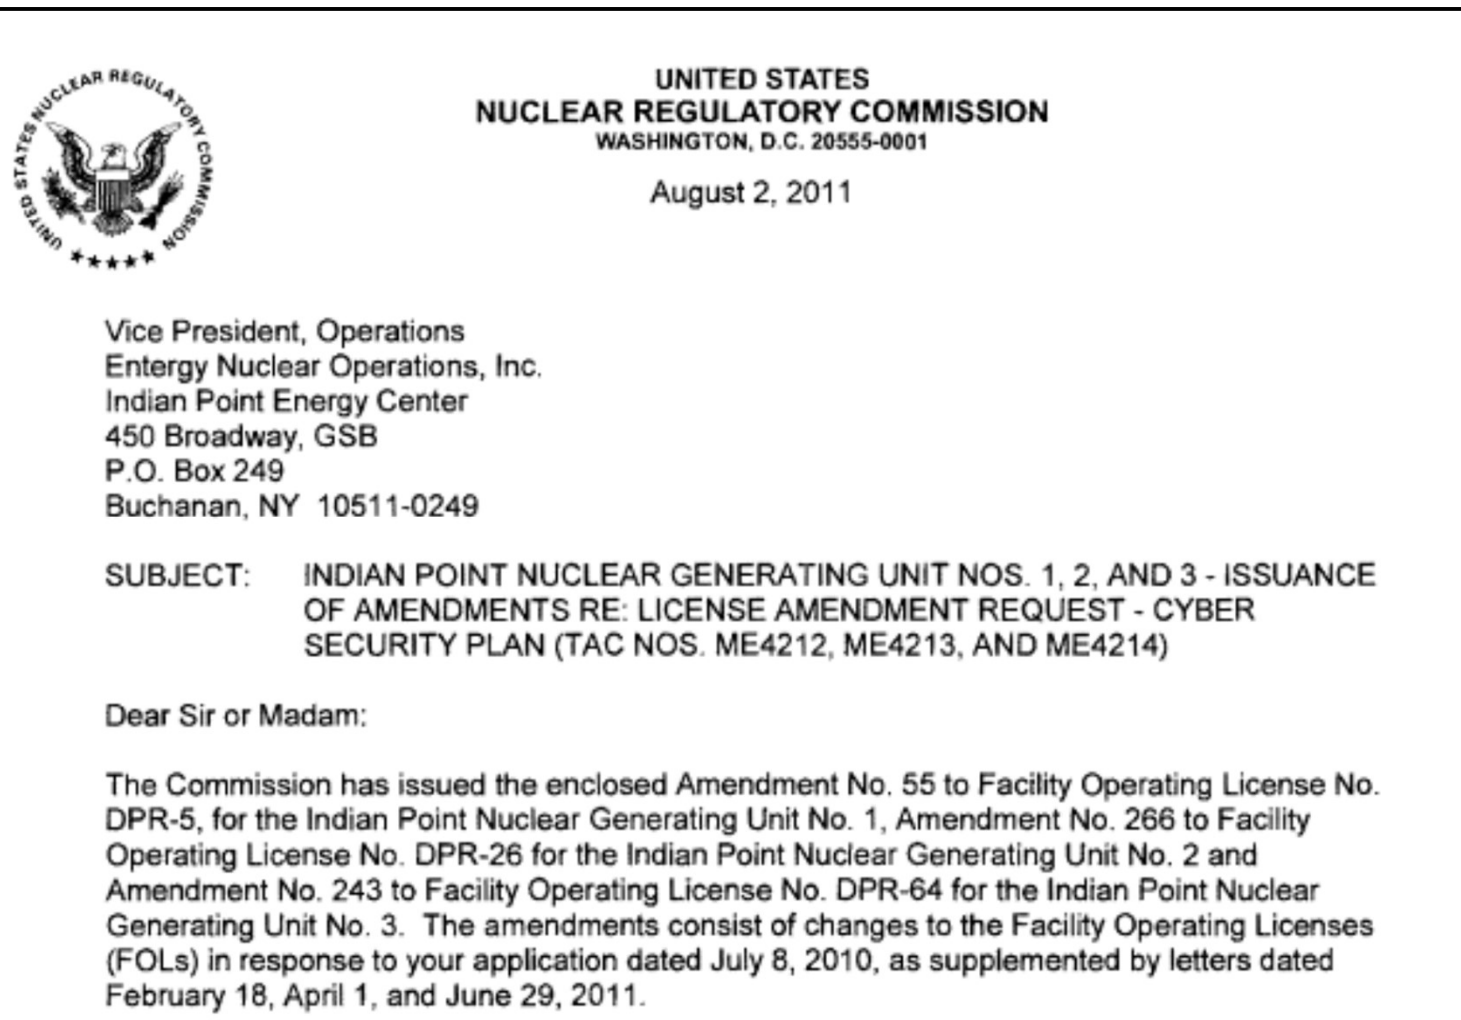 UNITED STATES NUCLEAR REGULATORY COMMISSION
UNITED STATES
NUCLEAR REGULATORY COMMISSION
WASHINGTON, D.C. 20555-0001
August 2, 2011
Vice President, Operations
Entergy Nuclear Operations, Inc.
Indian Point Energy Center
450 Broadway, GSB
P.O. Box 249
Buchanan, NY 10511-0249
SUBJECT: INDIAN POINT NUCLEAR GENERATING UNIT NOS. 1, 2, AND 3 - ISSUANCE
OF AMENDMENTS RE: LICENSE AMENDMENT REQUEST - CYBER
SECURITY PLAN (TAC NOS. ME4212, ME4213, AND ME4214)
Dear Sir or Madam:
The Commission has issued the enclosed Amendment No. 55 to Facility Operating License No.
DPR-5, for the Indian Point Nuclear Generating Unit No. 1, Amendment No. 266 to Facility
Operating License No. DPR-26 for the Indian Point Nuclear Generating Unit No. 2 and
Amendment No. 243 to Facility Operating License No. DPR-64 for the Indian Point Nuclear
Generating Unit No. 3. The amendments consist of changes to the Facility Operating Licenses
(FOLs) in response to your application dated July 8, 2010, as supplemented by letters dated
February 18, April 1, and June 29, 2011.